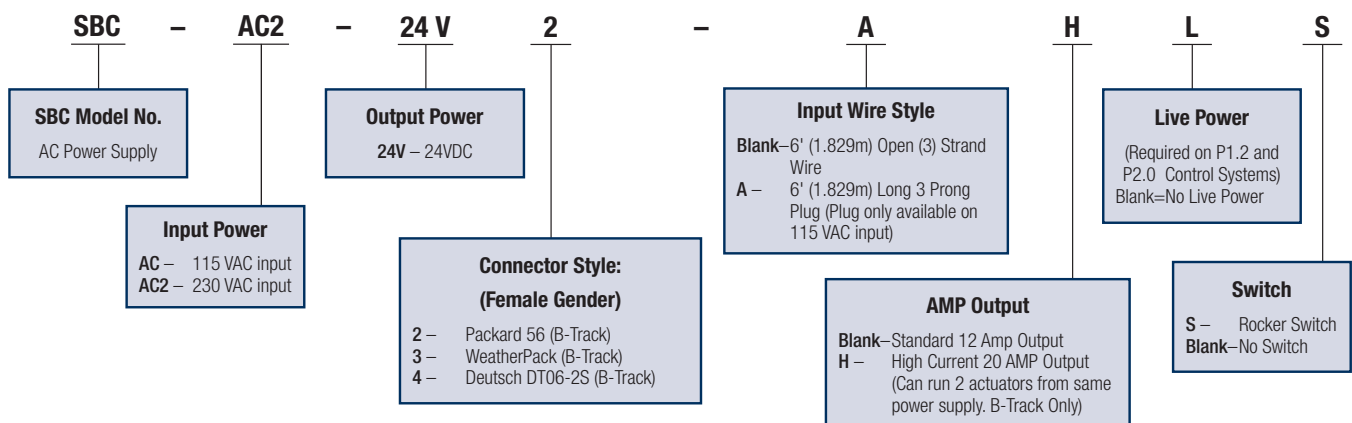 SBC – AC2 – 24 V 2 – A H L S
SBC Model No.
AC Power Supply
Input Power
AC – 115 VAC input
AC2 – 230 VAC input
Output Power
24V – 24VDC
Connector Style:
(Female Gender)
2 – Packard 56 (B-Track)
3 – WeatherPack (B-Track)
4 – Deutsch DT06-2S (B-Track)
Input Wire Style
Blank–6' (1.829m) Open (3) Strand
Wire
A – 6' (1.829m) Long 3 Prong
Plug (Plug only available on
115 VAC input)
AMP Output
Blank–Standard 12 Amp Output
H – High Current 20 AMP Output
(Can run 2 actuators from same
power supply. B-Track Only)
Live Power
(Required on P1.2 and
P2.0 Control Systems)
Blank=No Live Power
Switch
S – Rocker Switch
Blank–No Switch